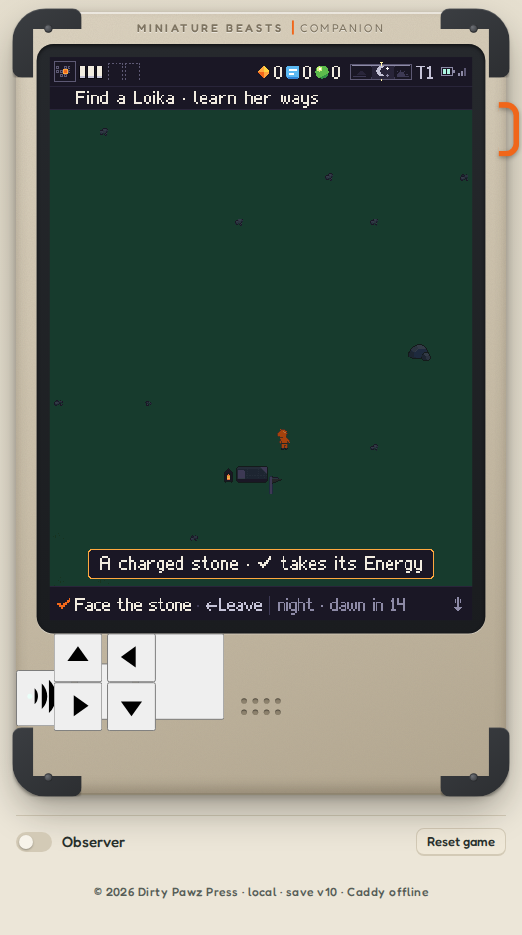 MINIATURE BEASTS | COMPANION
0 0 0 T1
Find a Loika · learn her ways
A charged stone · ✓ takes its Energy
✓ Face the stone · ←Leave | night · dawn in 14
Observer
Reset game
© 2026 Dirty Pawz Press · local · save v10 · Caddy offline